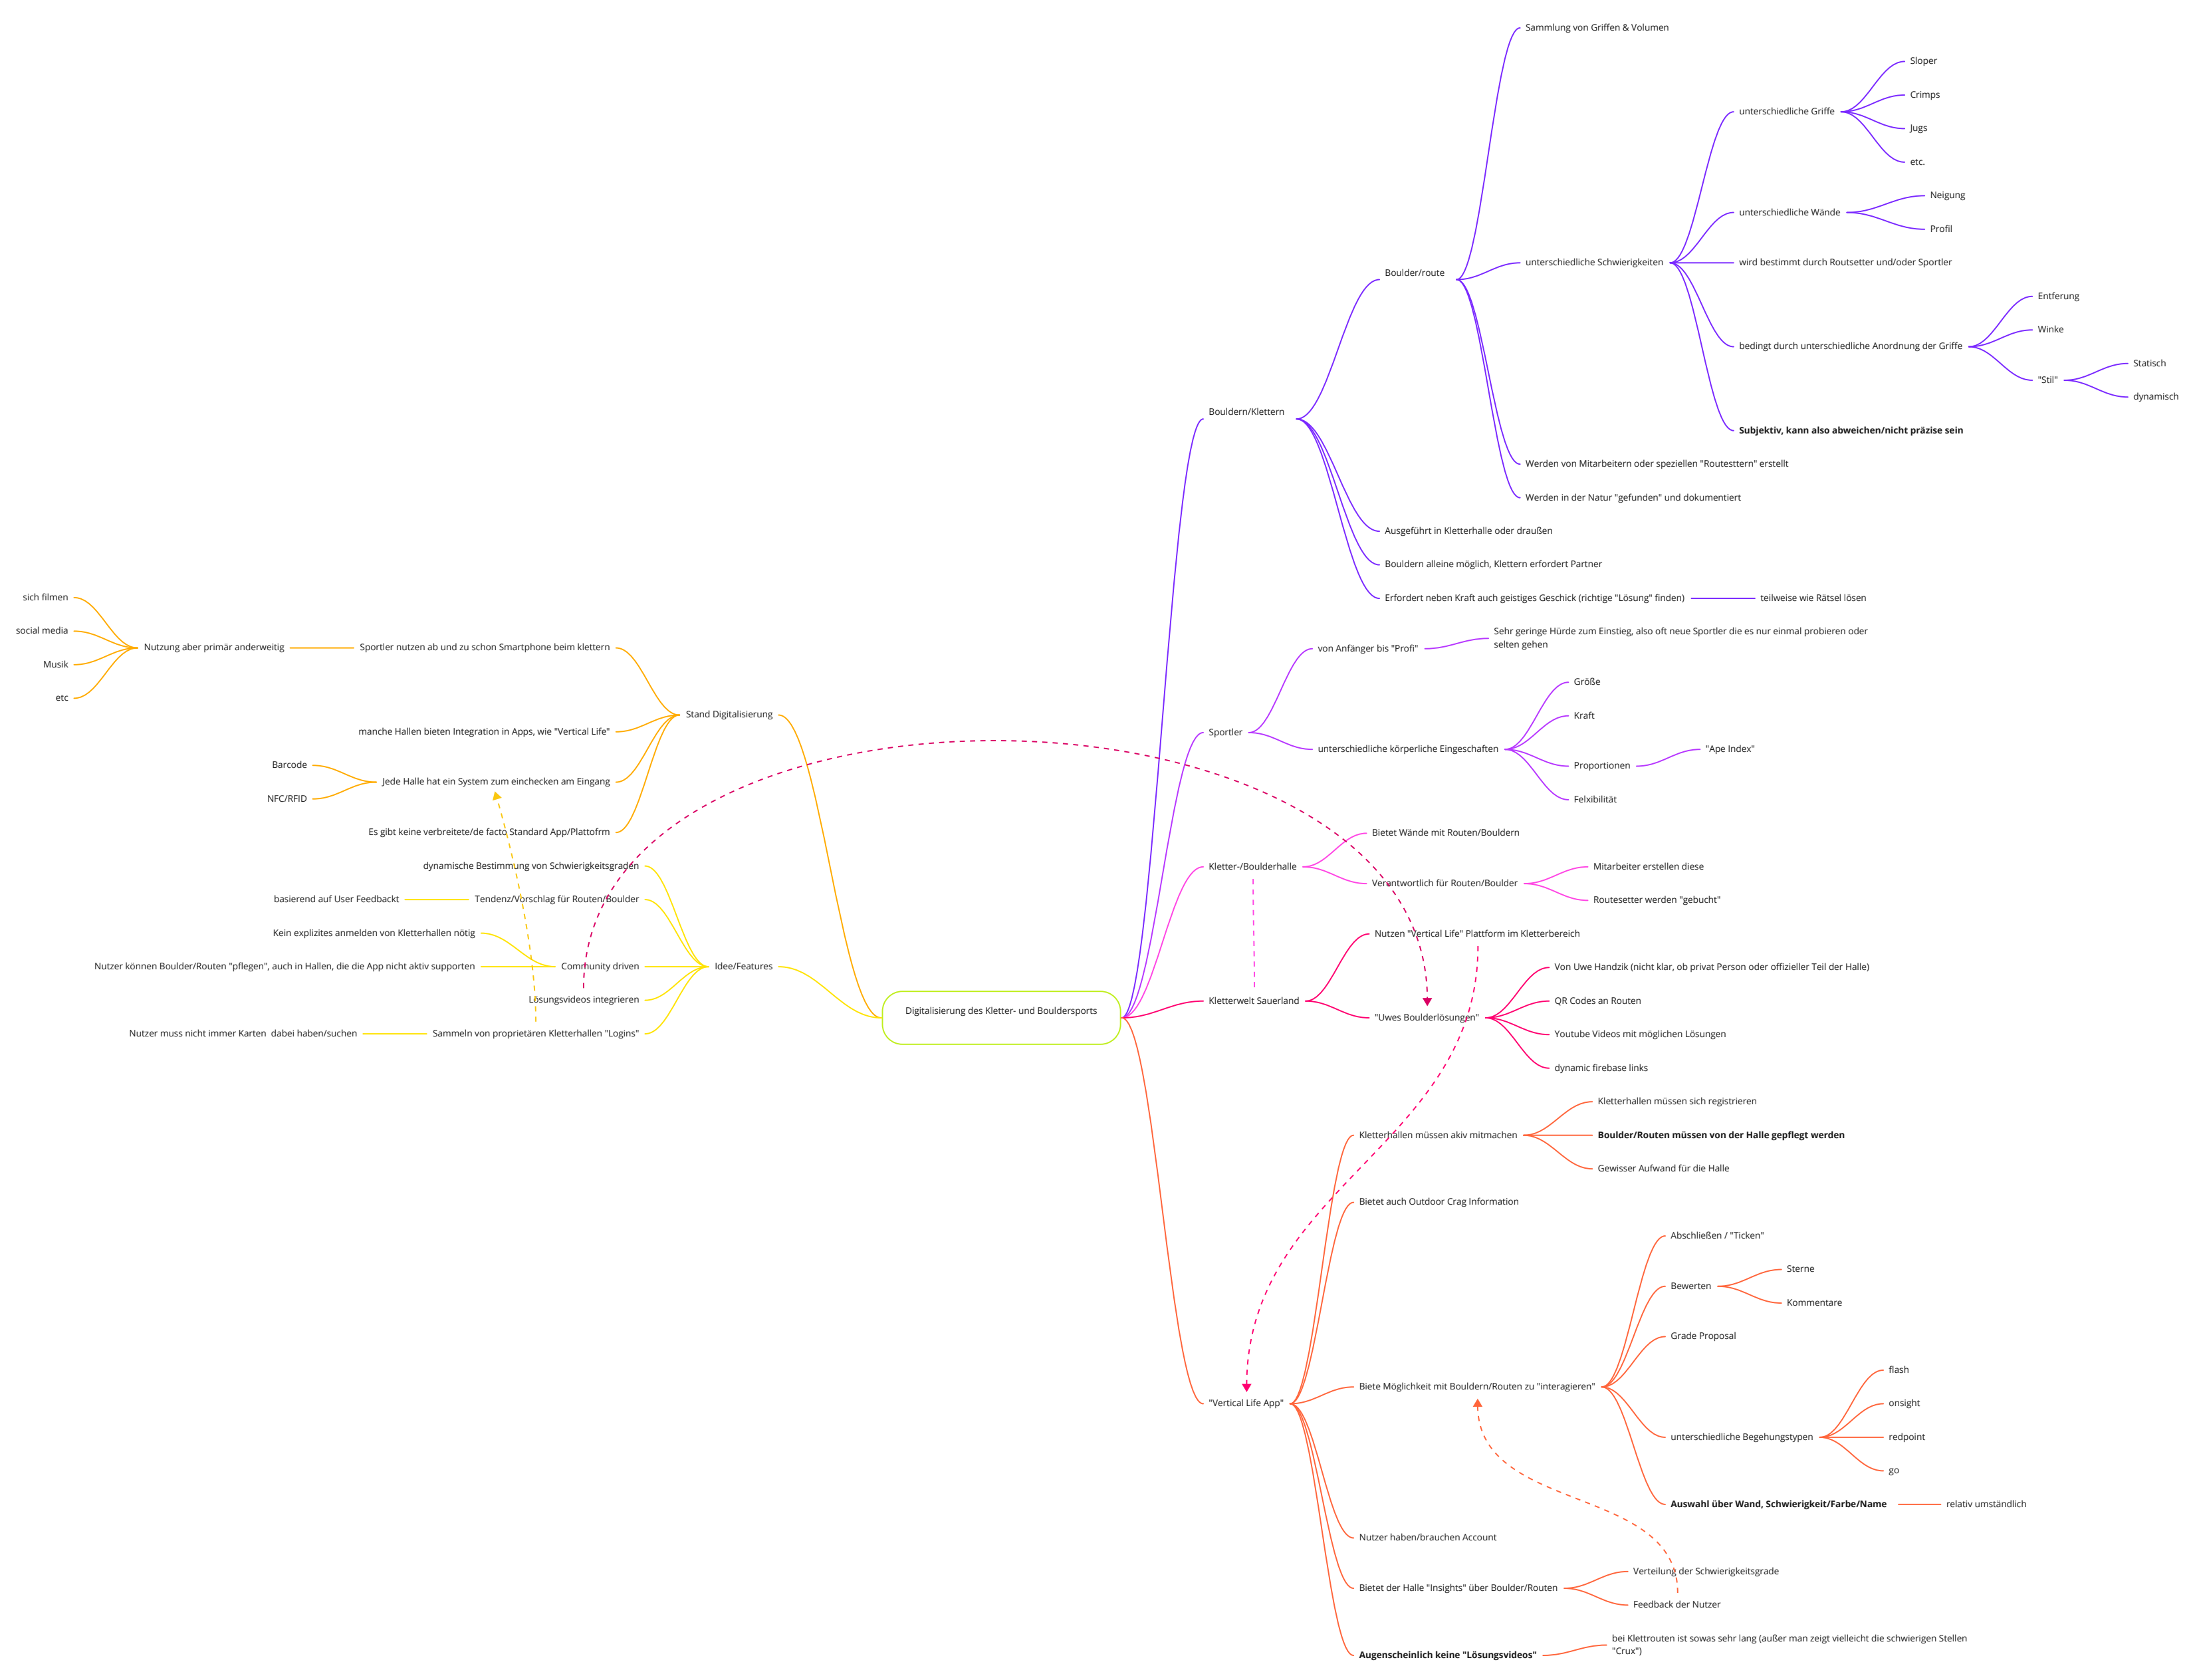 Digitalisierung des Kletter- und Bouldersports
Bouldern/Klettern
Boulder/route
Sammlung von Griffen & Volumen
unterschiedliche Schwierigkeiten
unterschiedliche Griffe
Sloper
Crimps
Jugs
etc.
unterschiedliche Wände
Neigung
Profil
wird bestimmt durch Routsetter und/oder Sportler
bedingt durch unterschiedliche Anordnung der Griffe
Entferung
Winke
"Stil"
Statisch
dynamisch
Subjektiv, kann also abweichen/nicht präzise sein
Werden von Mitarbeitern oder speziellen "Routesttern" erstellt
Werden in der Natur "gefunden" und dokumentiert
Ausgeführt in Kletterhalle oder draußen
Bouldern alleine möglich, Klettern erfordert Partner
Erfordert neben Kraft auch geistiges Geschick (richtige "Lösung" finden)
teilweise wie Rätsel lösen
Sportler
von Anfänger bis "Profi"
Sehr geringe Hürde zum Einstieg, also oft neue Sportler die es nur einmal probieren oder
selten gehen
unterschiedliche körperliche Eingeschaften
Größe
Kraft
Proportionen
"Ape Index"
Felxibilität
Kletter-/Boulderhalle
Bietet Wände mit Routen/Bouldern
Verantwortlich für Routen/Boulder
Mitarbeiter erstellen diese
Routesetter werden "gebucht"
Kletterwelt Sauerland
Nutzen "Vertical Life" Plattform im Kletterbereich
"Uwes Boulderlösungen"
Von Uwe Handzik (nicht klar, ob privat Person oder offizieller Teil der Halle)
QR Codes an Routen
Youtube Videos mit möglichen Lösungen
dynamic firebase links
"Vertical Life App"
Kletterhallen müssen akiv mitmachen
Kletterhallen müssen sich registrieren
Boulder/Routen müssen von der Halle gepflegt werden
Gewisser Aufwand für die Halle
Bietet auch Outdoor Crag Information
Biete Möglichkeit mit Bouldern/Routen zu "interagieren"
Abschließen / "Ticken"
Bewerten
Sterne
Kommentare
Grade Proposal
unterschiedliche Begehungstypen
flash
onsight
redpoint
go
Auswahl über Wand, Schwierigkeit/Farbe/Name
relativ umständlich
Nutzer haben/brauchen Account
Bietet der Halle "Insights" über Boulder/Routen
Verteilung der Schwierigkeitsgrade
Feedback der Nutzer
Augenscheinlich keine "Lösungsvideos"
bei Klettrouten ist sowas sehr lang (außer man zeigt vielleicht die schwierigen Stellen
"Crux")
Stand Digitalisierung
Sportler nutzen ab und zu schon Smartphone beim klettern
Nutzung aber primär anderweitig
sich filmen
social media
Musik
etc
manche Hallen bieten Integration in Apps, wie "Vertical Life"
Jede Halle hat ein System zum einchecken am Eingang
Barcode
NFC/RFID
Es gibt keine verbreitete/de facto Standard App/Plattofrm
Idee/Features
dynamische Bestimmung von Schwierigkeitsgraden
Tendenz/Vorschlag für Routen/Boulder
basierend auf User Feedbackt
Community driven
Kein explizites anmelden von Kletterhallen nötig
Nutzer können Boulder/Routen "pflegen", auch in Hallen, die die App nicht aktiv supporten
Lösungsvideos integrieren
Sammeln von proprietären Kletterhallen "Logins"
Nutzer muss nicht immer Karten dabei haben/suchen